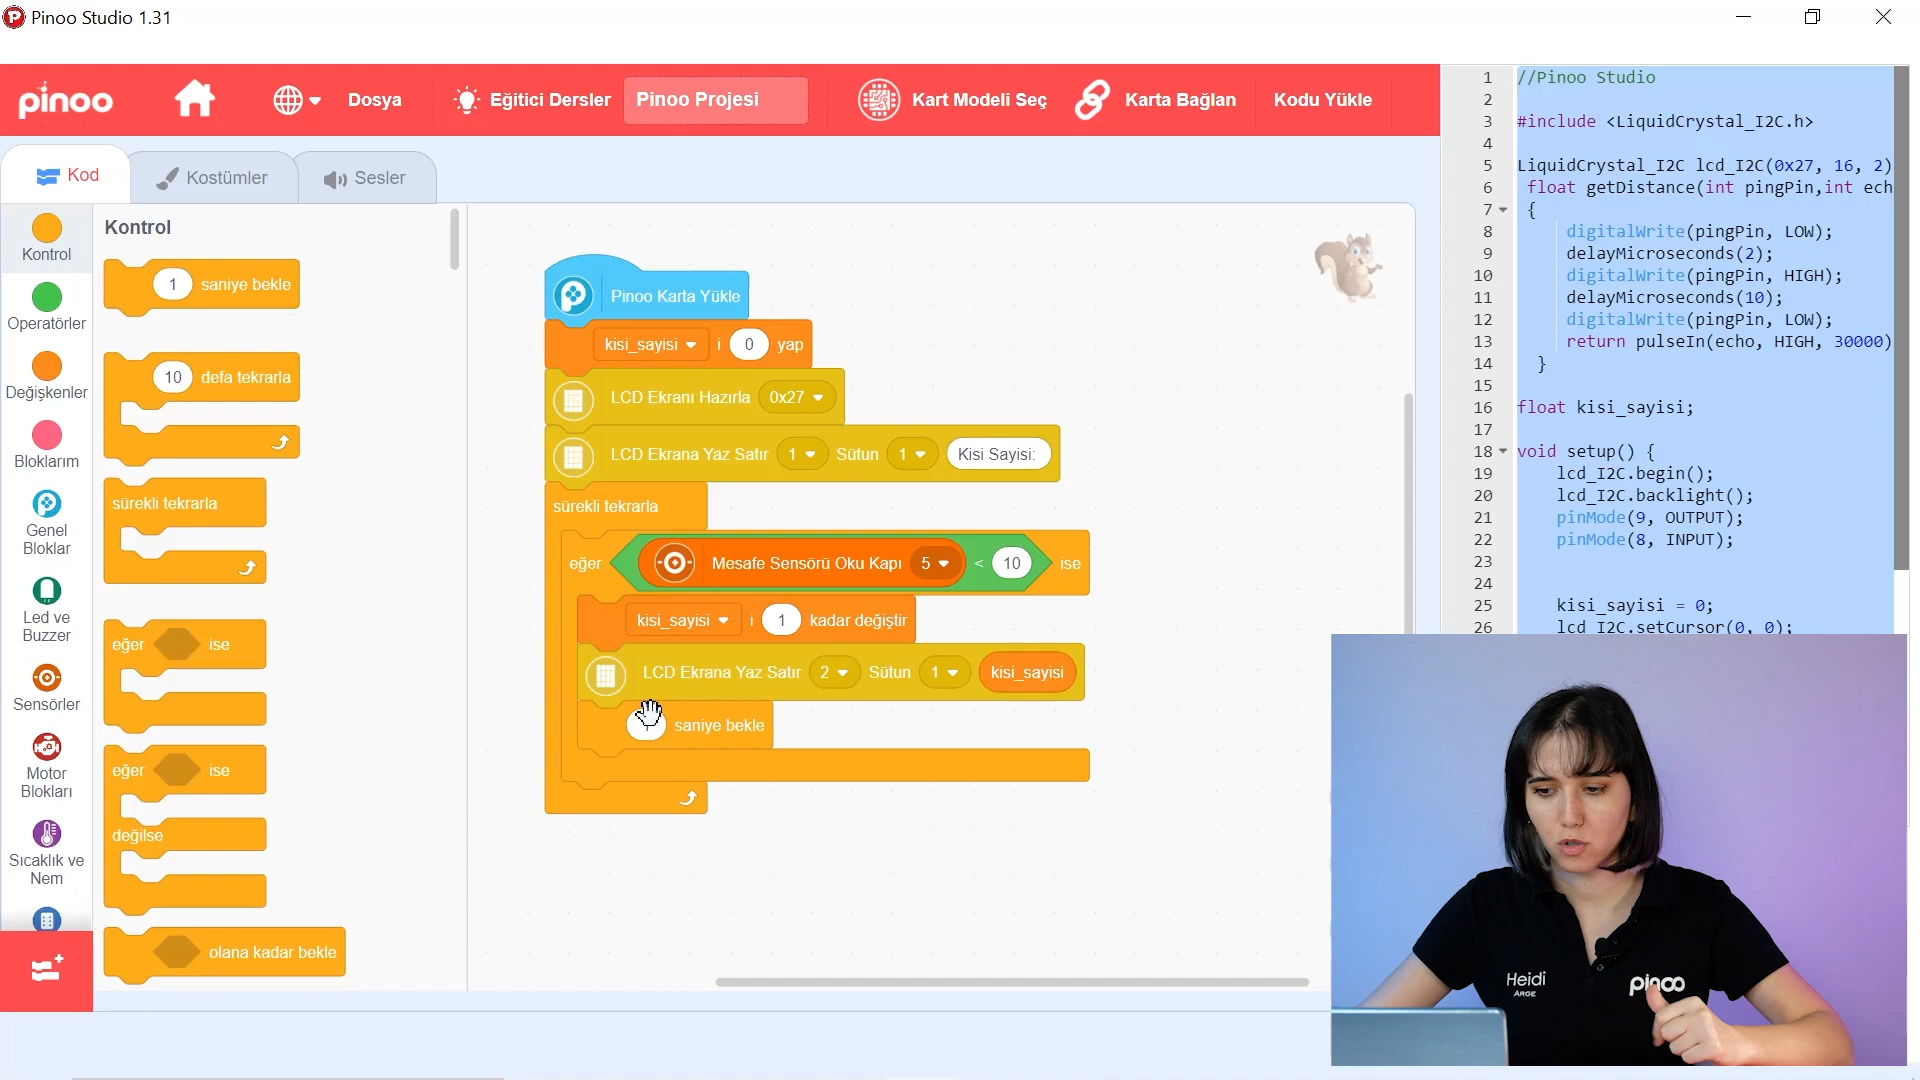 Pinoo Studio 1.31
pinoo
Dosya
Eğitici Dersler
Pinoo Projesi
Kart Modeli Seç
Karta Bağlan
Kodu Yükle
Kod
Kostümler
Sesler
Kontrol
Operatörler
Değişkenler
Bloklarım
Genel
Bloklar
Led ve
Buzzer
Sensörler
Motor
Blokları
Sıcaklık ve
Nem
Kontrol
1 saniye bekle
10 defa tekrarla
sürekli tekrarla
eğer ise
eğer ise
değilse
olana kadar bekle
Pinoo Karta Yükle
kisi_sayisi i 0 yap
LCD Ekranı Hazırla 0x27
LCD Ekrana Yaz Satır 1 Sütun 1 Kisi Sayisi:
sürekli tekrarla
eğer Mesafe Sensörü Oku Kapı 5 < 10 ise
kisi_sayisi i 1 kadar değiştir
LCD Ekrana Yaz Satır 2 Sütun 1 kisi_sayisi
saniye bekle
1 //Pinoo Studio
2
3 #include <LiquidCrystal_I2C.h>
4
5 LiquidCrystal_I2C lcd_I2C(0x27, 16, 2)
6 float getDistance(int pingPin,int ech
7 {
8 digitalWrite(pingPin, LOW);
9 delayMicroseconds(2);
10 digitalWrite(pingPin, HIGH);
11 delayMicroseconds(10);
12 digitalWrite(pingPin, LOW);
13 return pulseIn(echo, HIGH, 30000)
14 }
15
16 float kisi_sayisi;
17
18 void setup() {
19 lcd_I2C.begin();
20 lcd_I2C.backlight();
21 pinMode(9, OUTPUT);
22 pinMode(8, INPUT);
23
24
25 kisi_sayisi = 0;
26 lcd_I2C.setCursor(0, 0);
Heidi
ARGE
pinoo